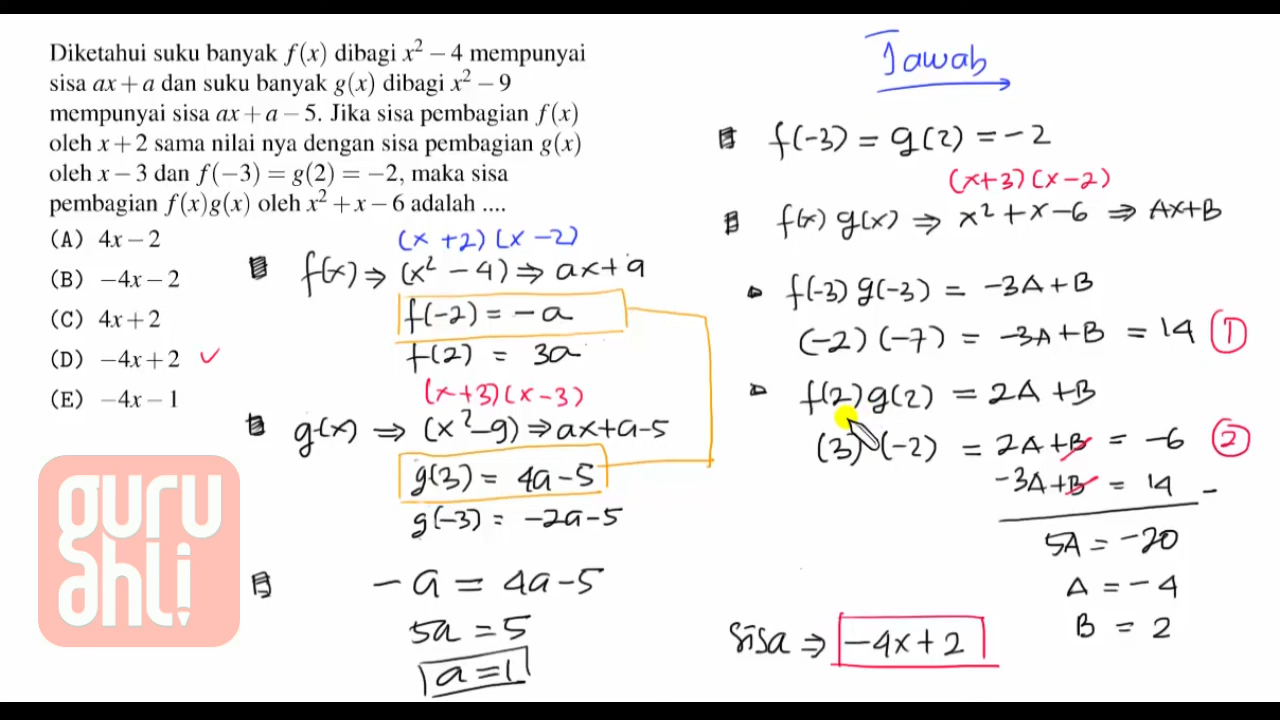 Diketahui suku banyak f(x) dibagi x² − 4 mempunyai
sisa ax + a dan suku banyak g(x) dibagi x² − 9
mempunyai sisa ax + a − 5. Jika sisa pembagian f(x)
oleh x + 2 sama nilai nya dengan sisa pembagian g(x)
oleh x − 3 dan f(−3) = g(2) = −2, maka sisa
pembagian f(x)g(x) oleh x² + x − 6 adalah ....
(A) 4x − 2
(B) −4x − 2
(C) 4x + 2
(D) −4x + 2 ✓
(E) −4x − 1
(x + 2) (x − 2)
f(x) ⇒ (x² − 4) ⇒ ax + a
f(−2) = −a
f(2) = 3a
(x+3)(x−3)
g(x) ⇒ (x² − 9) ⇒ ax + a − 5
g(3) = 4a − 5
g(−3) = −2a − 5
−a = 4a − 5
5a = 5
a = 1
Jawab
f(−3) = g(2) = −2
(x+3)(x−2)
f(x) g(x) ⇒ x² + x − 6 ⇒ Ax + B
f(−3) g(−3) = −3A + B
(−2) (−7) = −3A + B = 14 ①
f(2) g(2) = 2A + B
(3) (−2) = 2A + B = −6 ②
−3A + B = 14 −
5A = −20
A = −4
B = 2
Sisa ⇒ −4x + 2
guru
ahli